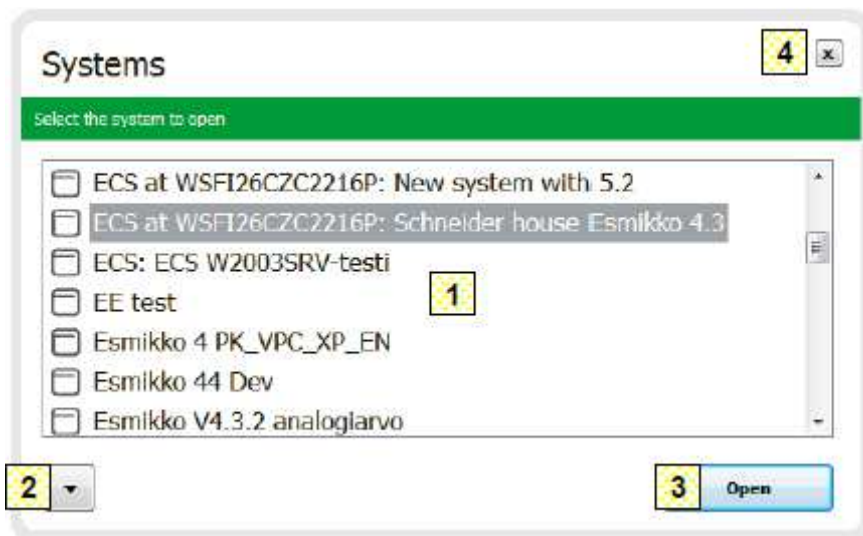 Systems
4
x
Select the system to open
ECS at WSFI26CZC2216P: New system with 5.2
ECS at WSFI26CZC2216P: Schneider house Esmikko 4.3
ECS: ECS W2003SRV-testi
1
EE test
Esmikko 4 PK_VPC_XP_EN
Esmikko 44 Dev
Esmikko V4.3.2 analogiarvo
2
3
Open